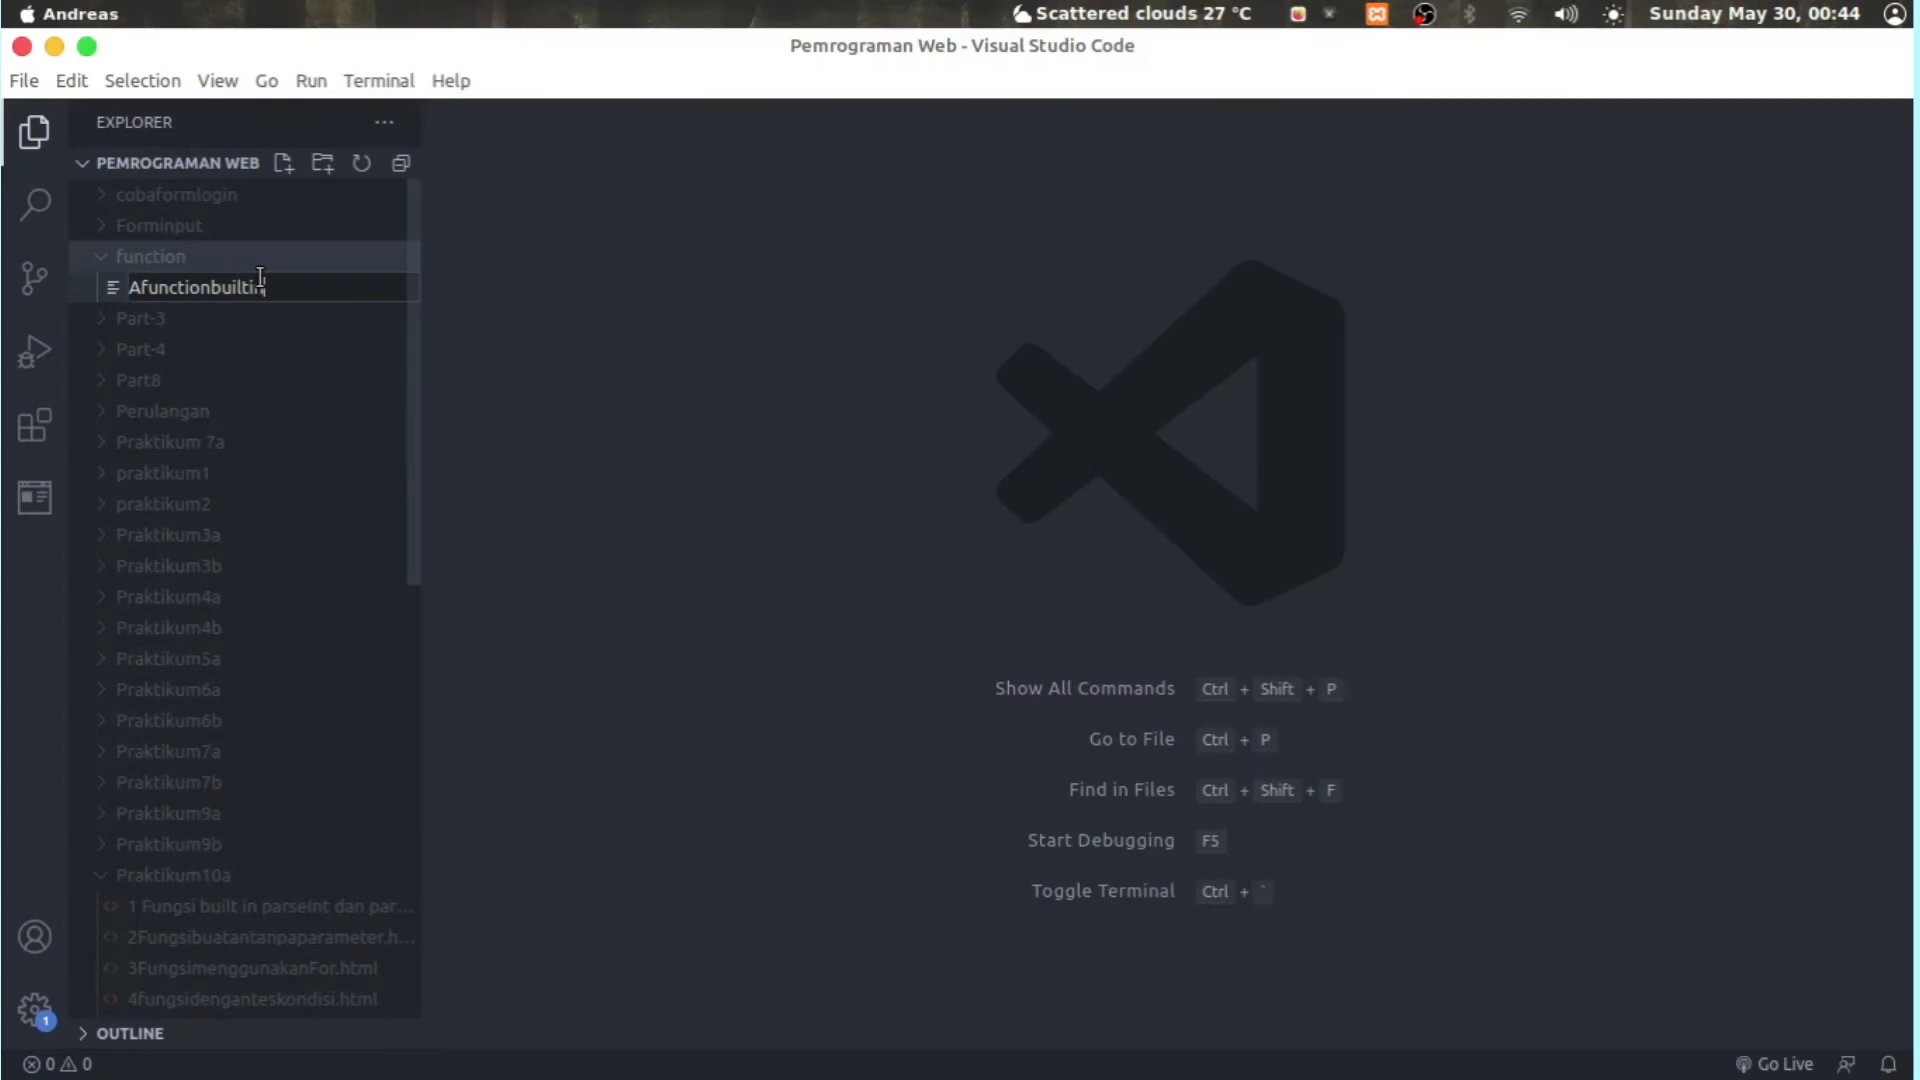 Andreas
Scattered clouds 27 °C
Sunday May 30, 00:44
Pemrograman Web - Visual Studio Code
File Edit Selection View Go Run Terminal Help
EXPLORER
PEMROGRAMAN WEB
cobaformlogin
Forminput
function
Afunctionbuiltin
Part-3
Part-4
Part8
Perulangan
Praktikum 7a
praktikum1
praktikum2
Praktikum3a
Praktikum3b
Praktikum4a
Praktikum4b
Praktikum5a
Praktikum6a
Praktikum6b
Praktikum7a
Praktikum7b
Praktikum9a
Praktikum9b
Praktikum10a
1 Fungsi built in parseInt dan par...
2Fungsibuatantanpaparameter.h...
3FungsimenggunakanFor.html
4fungsidenganteskondisi.html
OUTLINE
Show All Commands Ctrl + Shift + P
Go to File Ctrl + P
Find in Files Ctrl + Shift + F
Start Debugging F5
Toggle Terminal Ctrl + `
1
0 0
Go Live